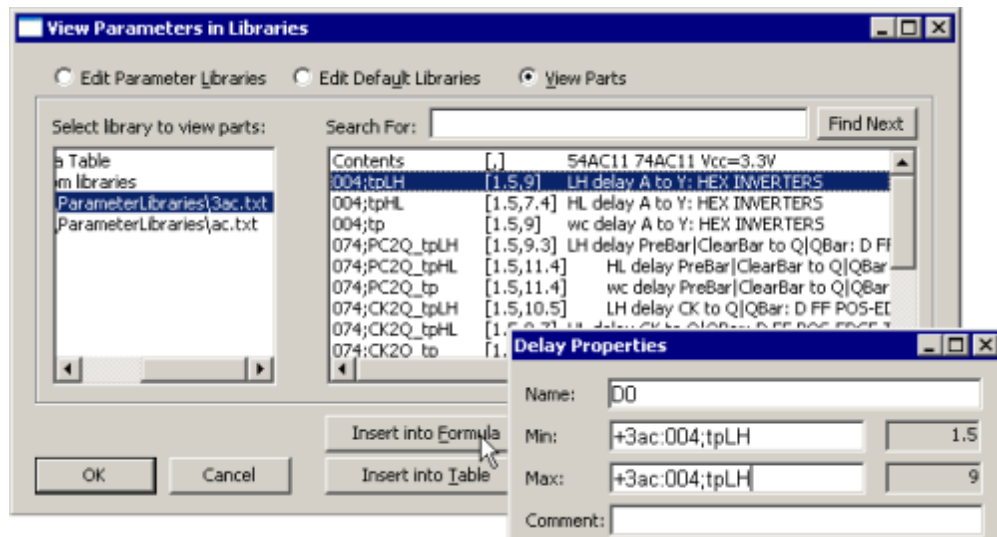 View Parameters in Libraries
Edit Parameter Libraries Edit Default Libraries View Parts
Select library to view parts:
a Table
m libraries
ParameterLibraries\3ac.txt
ParameterLibraries\ac.txt
Search For:
Find Next
Contents [,] 54AC11 74AC11 Vcc=3.3V
004;tpLH [1.5,9] LH delay A to Y: HEX INVERTERS
004;tpHL [1.5,7.4] HL delay A to Y: HEX INVERTERS
004;tp [1.5,9] wc delay A to Y: HEX INVERTERS
074;PC2Q_tpLH [1.5,9.3] LH delay PreBar|ClearBar to Q|QBar: D FF
074;PC2Q_tpHL [1.5,11.4] HL delay PreBar|ClearBar to Q|QBar
074;PC2Q_tp [1.5,11.4] wc delay PreBar|ClearBar to Q|QBar
074;CK2Q_tpLH [1.5,10.5] LH delay CK to Q|QBar: D FF POS-ED
074;CK2Q_tpHL
074;CK2Q_tp [1.
Insert into Formula
OK
Cancel
Insert into Table
Delay Properties
Name: D0
Min: +3ac:004;tpLH 1.5
Max: +3ac:004;tpLH 9
Comment: